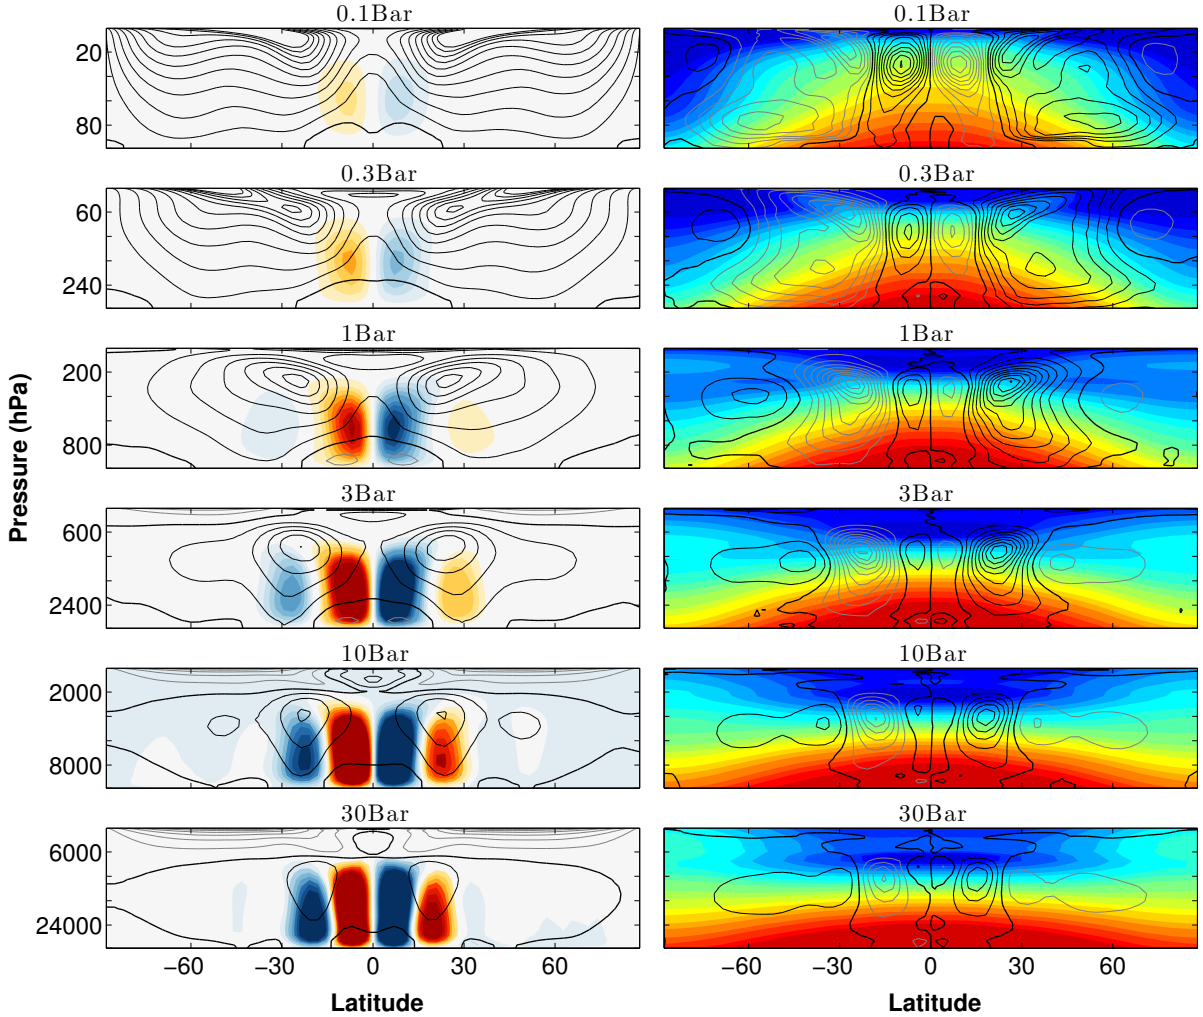 0.1Bar 0.1Bar
20
80
0.3Bar 0.3Bar
60
240
1Bar 1Bar
200
800
Pressure (hPa)
3Bar 3Bar
600
2400
10Bar 10Bar
2000
8000
30Bar 30Bar
6000
24000
−60 −30 0 30 60 −60 −30 0 30 60
Latitude Latitude